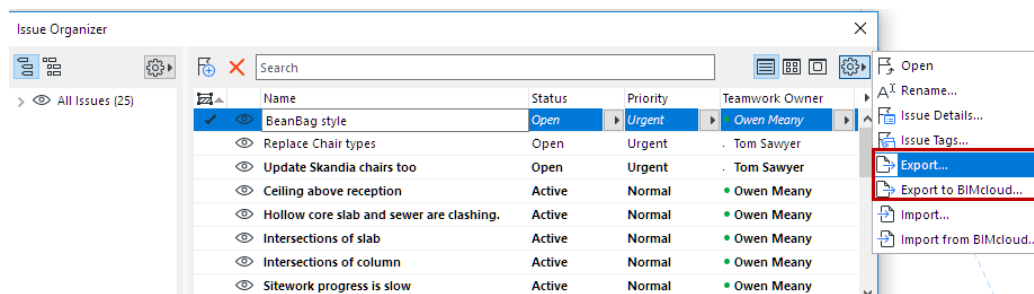 Issue Organizer
Search
All Issues (25)
Name Status Priority Teamwork Owner
BeanBag style Open Urgent Owen Meany
Replace Chair types Open Urgent Tom Sawyer
Update Skandia chairs too Open Urgent Tom Sawyer
Ceiling above reception Active Normal Owen Meany
Hollow core slab and sewer are clashing. Active Normal Owen Meany
Intersections of slab Active Normal Owen Meany
Intersections of column Active Normal Owen Meany
Sitework progress is slow Active Normal Owen Meany
Open
Rename...
Issue Details...
Issue Tags...
Export...
Export to BIMcloud...
Import...
Import from BIMcloud..